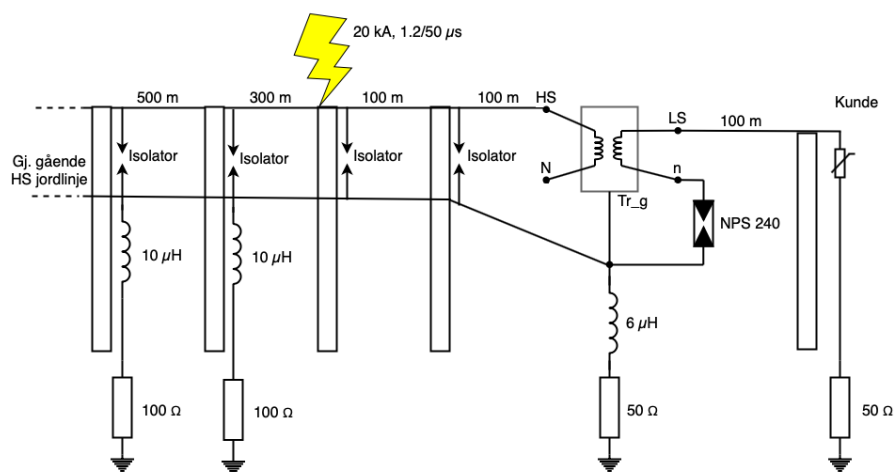 20 kA, 1.2/50 µs
500 m
300 m
100 m
100 m
HS
LS
100 m
Kunde
Isolator
Isolator
Isolator
Isolator
Gj. gående
HS jordlinje
N
n
Tr_g
NPS 240
10 µH
10 µH
6 µH
100 Ω
100 Ω
50 Ω
50 Ω